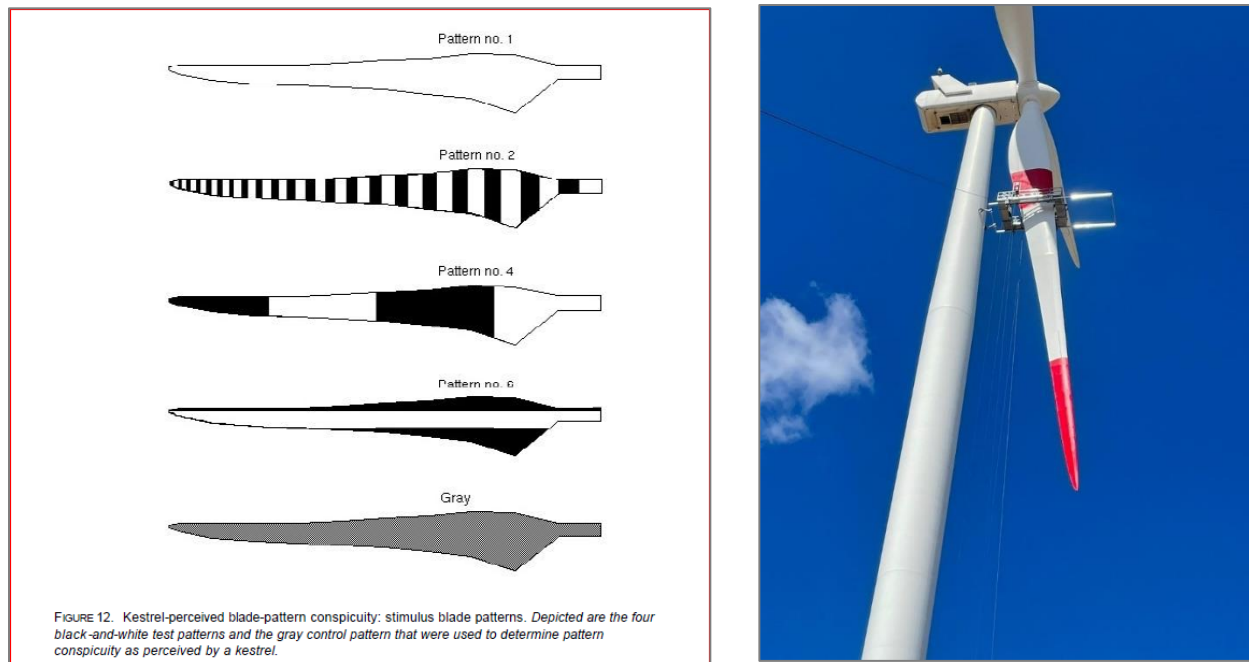 Pattern no. 1
Pattern no. 2
Pattern no. 4
Pattern no. 6
Gray
FIGURE 12. Kestrel-perceived blade-pattern conspicuity: stimulus blade patterns. Depicted are the four
black-and-white test patterns and the gray control pattern that were used to determine pattern
conspicuity as perceived by a kestrel.